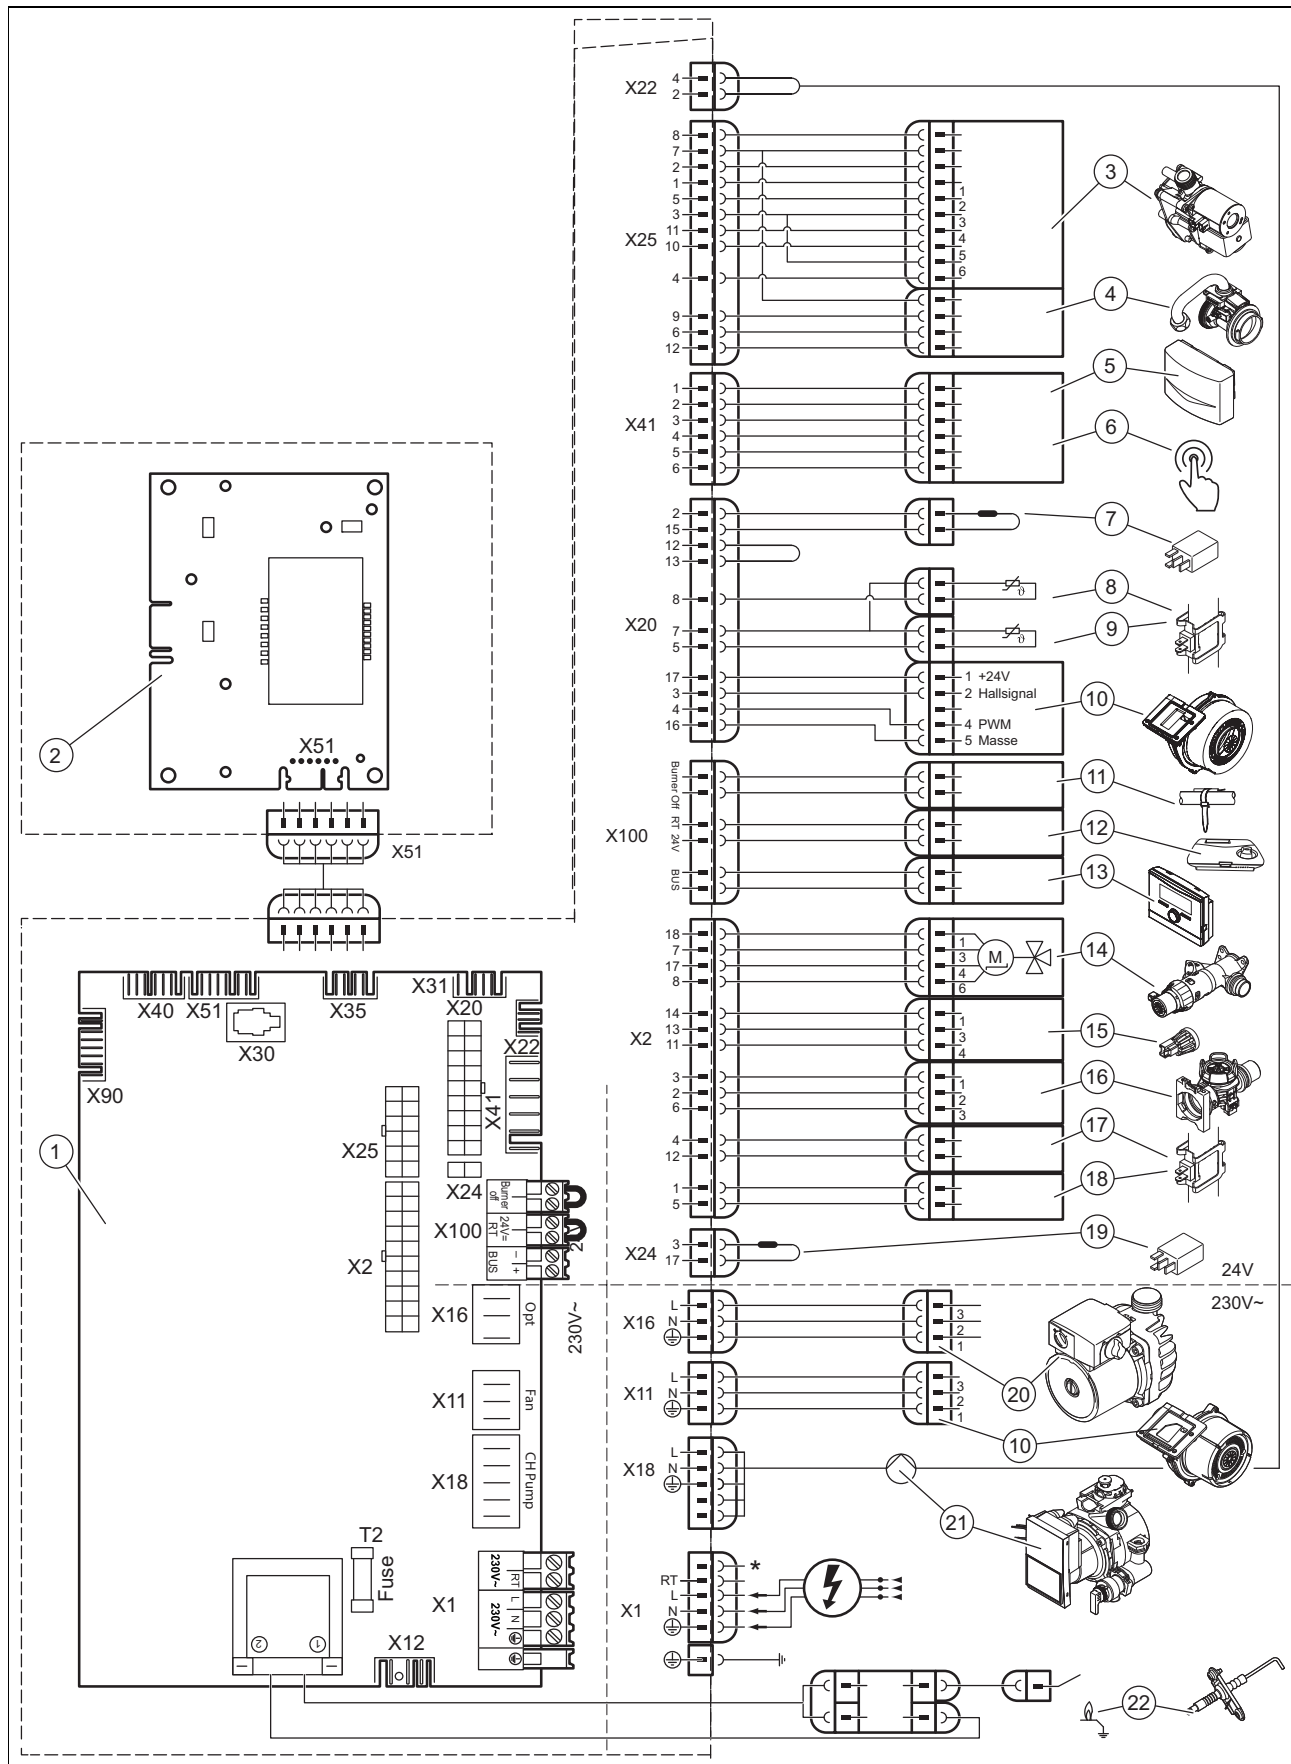 X22
4
2
X25
8
7
2
1
5
3
11
10
4
9
6
12
1
2
3
4
5
6
3
4
X41
1
2
3
4
5
6
5
6
X20
2
15
12
13
8
7
5
17
3
4
16
ϑ
ϑ
1 +24V
2 Hallsignal
4 PWM
5 Masse
7
8
9
10
X100
Burner Off
RT 24V
BUS
11
12
13
X2
18
7
17
8
14
13
11
3
2
6
4
12
1
5
1
3
4
6
M
1
3
4
1
2
3
14
15
16
17
18
X24
3
17
19
24V
230V~
X16
L
N
3
2
1
20
X11
L
N
3
2
1
10
X18
L
N
21
X1
*
RT
L
N
22
2
X51
X51
1
X40
X51
X30
X35
X31
X20
X22
X90
X41
X25
X24
X100
Burner off
24V=
RT
BUS
– +
2
X2
X16
Opt
230V~
X11
Fan
X18
CH Pump
T2
Fuse
X1
230V~
RT
230V~
L
N
X12
2
1